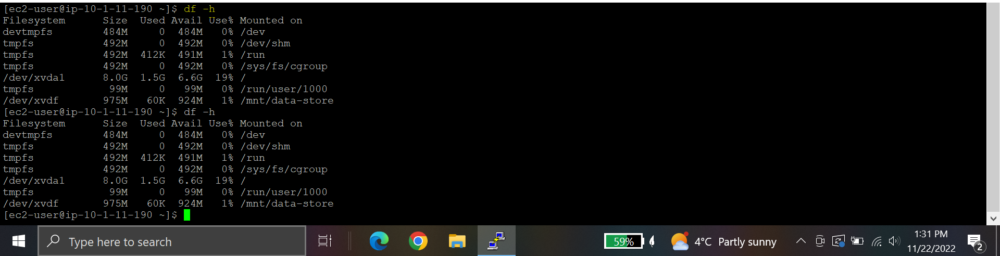 [ec2-user@ip-10-1-11-190 ~]$ df -h
Filesystem      Size  Used Avail Use% Mounted on
devtmpfs        484M     0  484M   0% /dev
tmpfs           492M     0  492M   0% /dev/shm
tmpfs           492M  412K  491M   1% /run
tmpfs           492M     0  492M   0% /sys/fs/cgroup
/dev/xvda1      8.0G  1.5G  6.6G  19% /
tmpfs            99M     0   99M   0% /run/user/1000
/dev/xvdf       975M   60K  924M   1% /mnt/data-store
[ec2-user@ip-10-1-11-190 ~]$ df -h
Filesystem      Size  Used Avail Use% Mounted on
devtmpfs        484M     0  484M   0% /dev
tmpfs           492M     0  492M   0% /dev/shm
tmpfs           492M  412K  491M   1% /run
tmpfs           492M     0  492M   0% /sys/fs/cgroup
/dev/xvda1      8.0G  1.5G  6.6G  19% /
tmpfs            99M     0   99M   0% /run/user/1000
/dev/xvdf       975M   60K  924M   1% /mnt/data-store
[ec2-user@ip-10-1-11-190 ~]$
Type here to search
59%
4°C Partly sunny
1:31 PM
11/22/2022
2